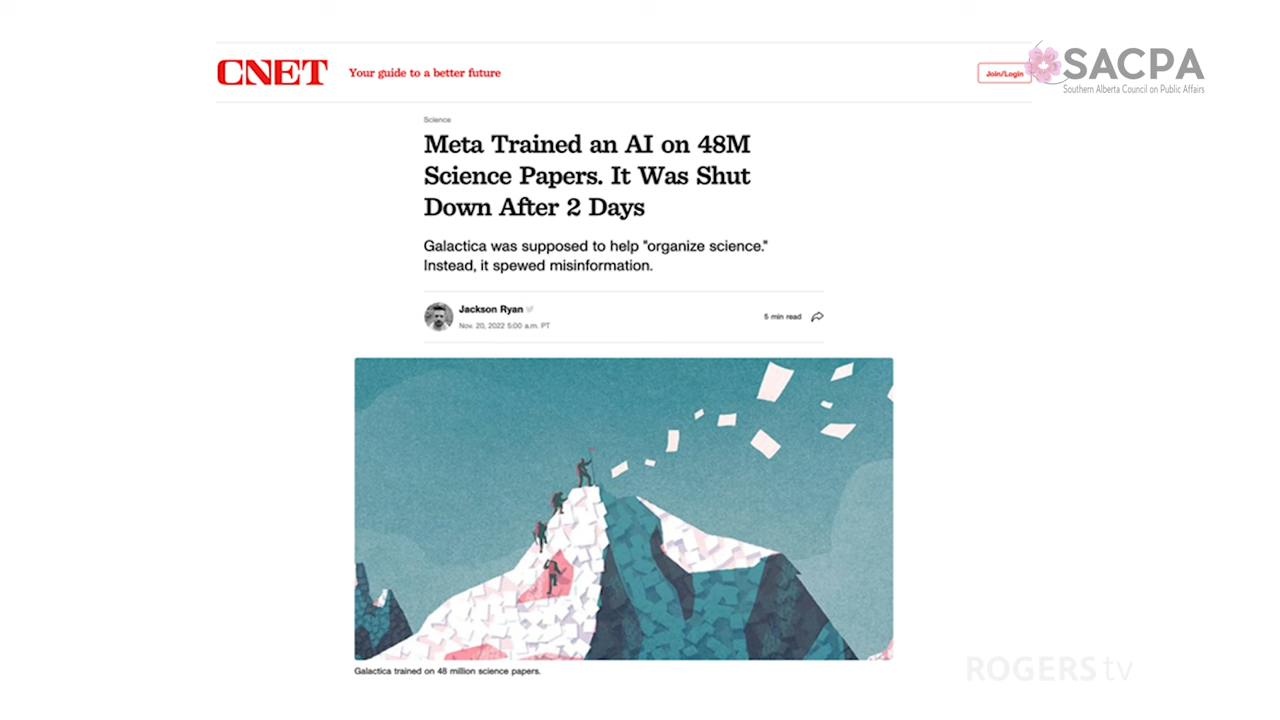 CNET
Your guide to a better future
Join/Login
SACPA
Southern Alberta Council on Public Affairs
Science
Meta Trained an AI on 48M
Science Papers. It Was Shut
Down After 2 Days
Galactica was supposed to help "organize science."
Instead, it spewed misinformation.
Jackson Ryan
Nov. 20, 2022 5:00 a.m. PT
5 min read
Galactica trained on 48 million science papers.
ROGERS tv